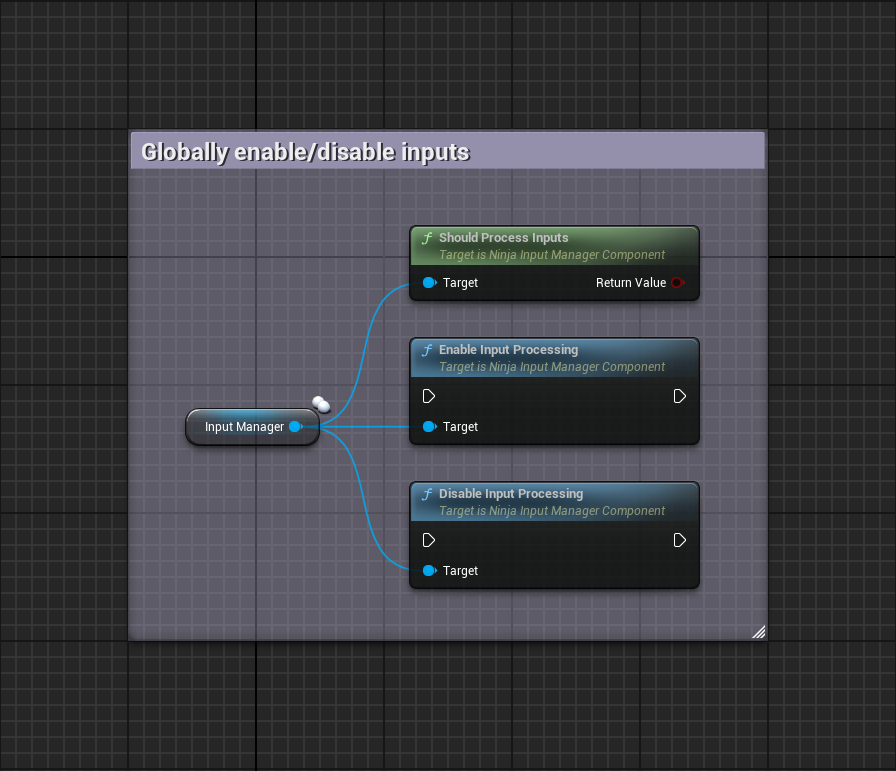 Globally enable/disable inputs
Should Process Inputs
Target is Ninja Input Manager Component
Target
Return Value
Enable Input Processing
Target is Ninja Input Manager Component
Input Manager
Target
Disable Input Processing
Target is Ninja Input Manager Component
Target